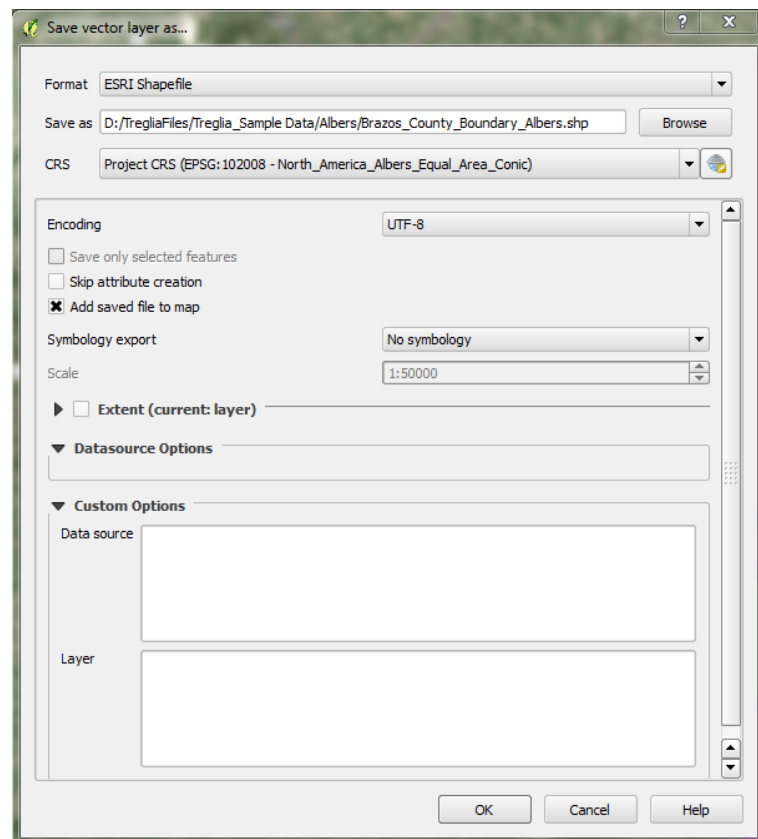 Save vector layer as...
?
X
Format ESRI Shapefile
Save as D:/TregliaFiles/Treglia_Sample Data/Albers/Brazos_County_Boundary_Albers.shp Browse
CRS Project CRS (EPSG:102008 - North_America_Albers_Equal_Area_Conic)
Encoding UTF-8
Save only selected features
Skip attribute creation
Add saved file to map
Symbology export No symbology
Scale 1:50000
Extent (current: layer)
Datasource Options
Custom Options
Data source
Layer
OK Cancel Help